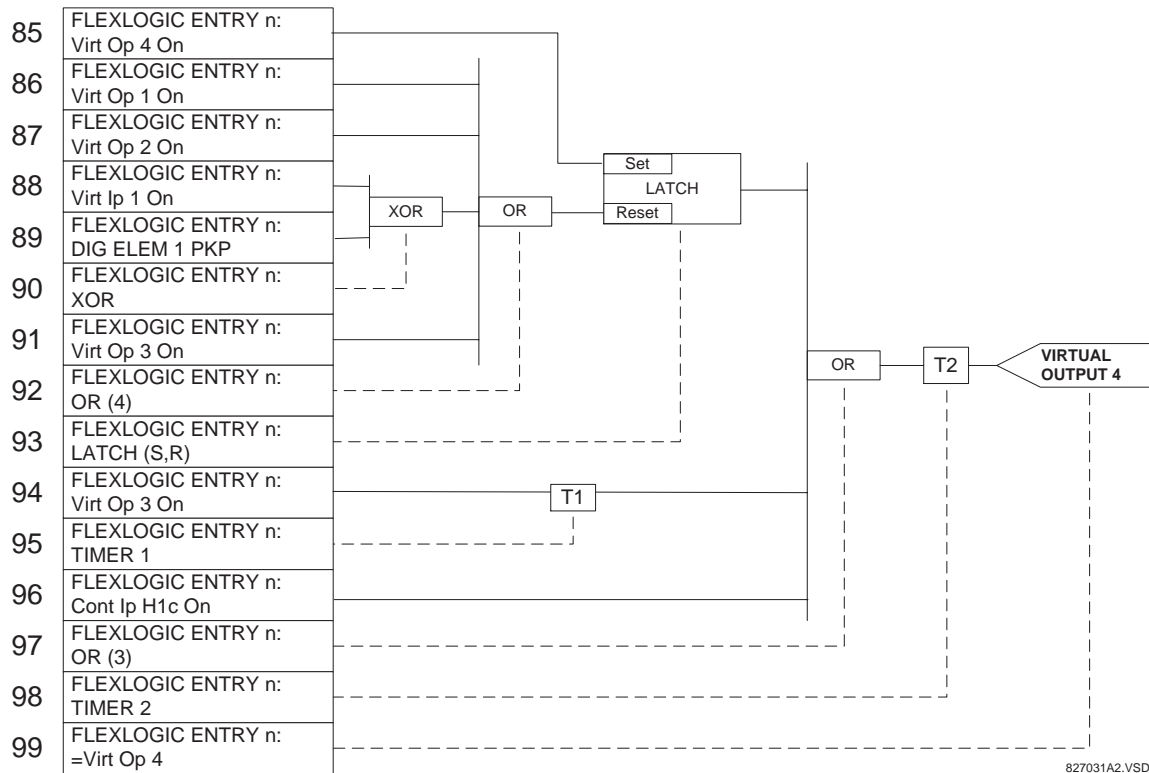 85
FLEXLOGIC ENTRY n:
Virt Op 4 On
86
FLEXLOGIC ENTRY n:
Virt Op 1 On
87
FLEXLOGIC ENTRY n:
Virt Op 2 On
88
FLEXLOGIC ENTRY n:
Virt Ip 1 On
89
FLEXLOGIC ENTRY n:
DIG ELEM 1 PKP
90
FLEXLOGIC ENTRY n:
XOR
91
FLEXLOGIC ENTRY n:
Virt Op 3 On
92
FLEXLOGIC ENTRY n:
OR (4)
93
FLEXLOGIC ENTRY n:
LATCH (S,R)
94
FLEXLOGIC ENTRY n:
Virt Op 3 On
95
FLEXLOGIC ENTRY n:
TIMER 1
96
FLEXLOGIC ENTRY n:
Cont Ip H1c On
97
FLEXLOGIC ENTRY n:
OR (3)
98
FLEXLOGIC ENTRY n:
TIMER 2
99
FLEXLOGIC ENTRY n:
=Virt Op 4
XOR
OR
Set
LATCH
Reset
T1
OR
T2
VIRTUAL
OUTPUT 4
827031A2.VSD